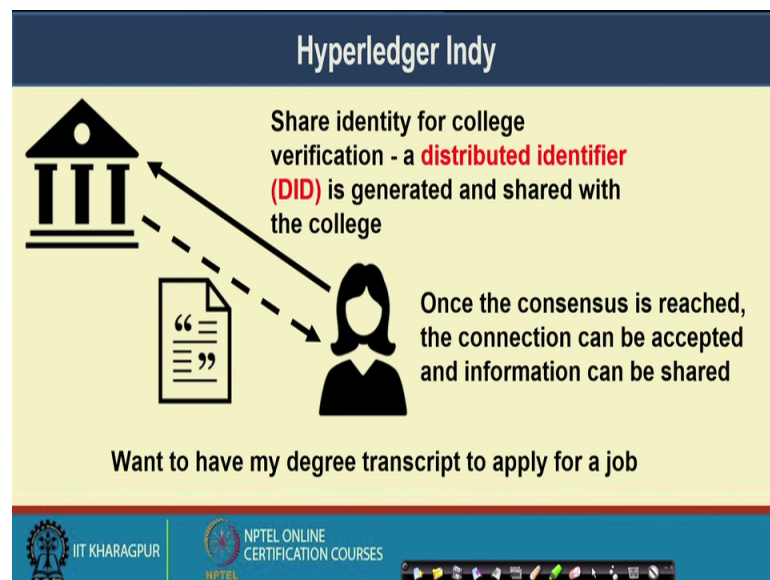 Hyperledger Indy
Share identity for college
verification - a distributed identifier
(DID) is generated and shared with
the college
Once the consensus is reached,
the connection can be accepted
and information can be shared
Want to have my degree transcript to apply for a job
IIT KHARAGPUR
NPTEL ONLINE
CERTIFICATION COURSES
NPTEL